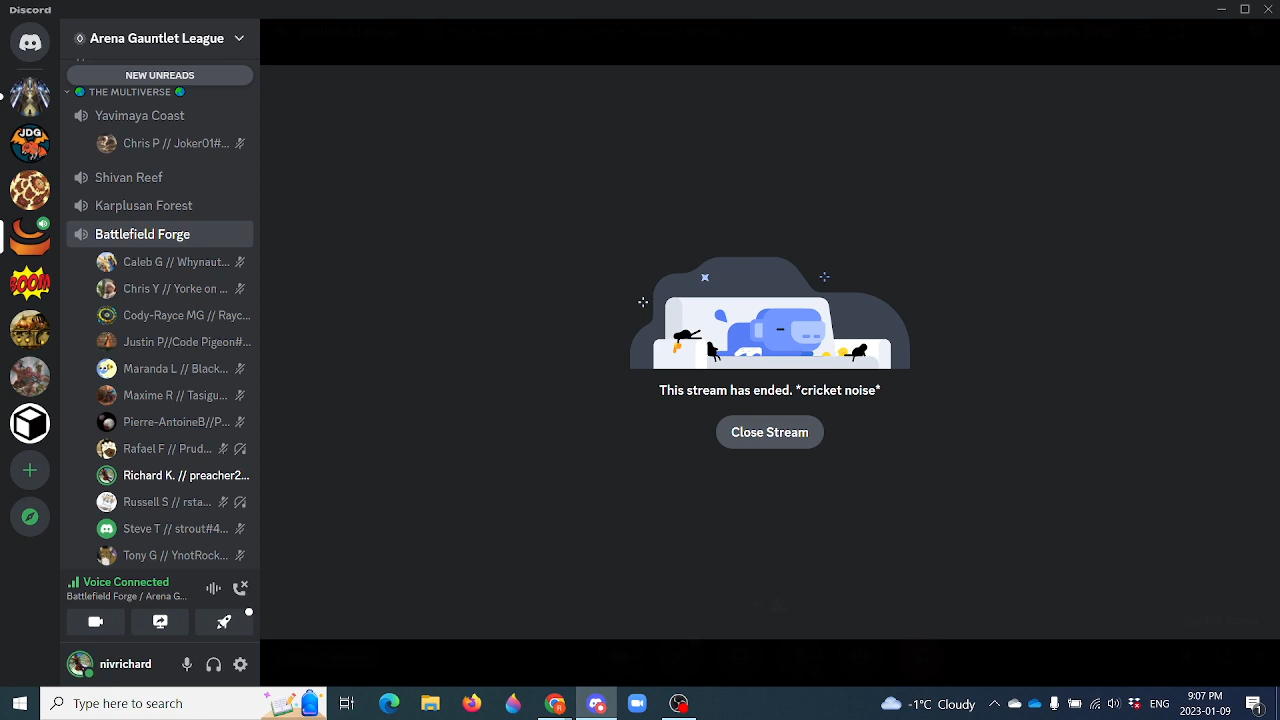 Discord
Arena Gauntlet League
NEW UNREADS
THE MULTIVERSE
Yavimaya Coast
Chris P // Joker01#...
Shivan Reef
Karplusan Forest
Battlefield Forge
Caleb G // Whynaut...
Chris Y // Yorke on ...
Cody-Rayce MG // Rayc...
Justin P//Code Pigeon#...
Manuela L // Black...
Maxime R // Tasigu...
Pierre-AntoineB//P...
Rafael F // Prud...
Richard K. // preacher2...
Russell S // rsta...
Steve T // strout#4...
Tony G // YnotRock...
Voice Connected
Battlefield Forge / Arena G...
nivrichard
JDG
BOOM
This stream has ended. *cricket noise*
Close Stream
Type here to search
-1°C Cloudy
ENG
9:07 PM
2023-01-09